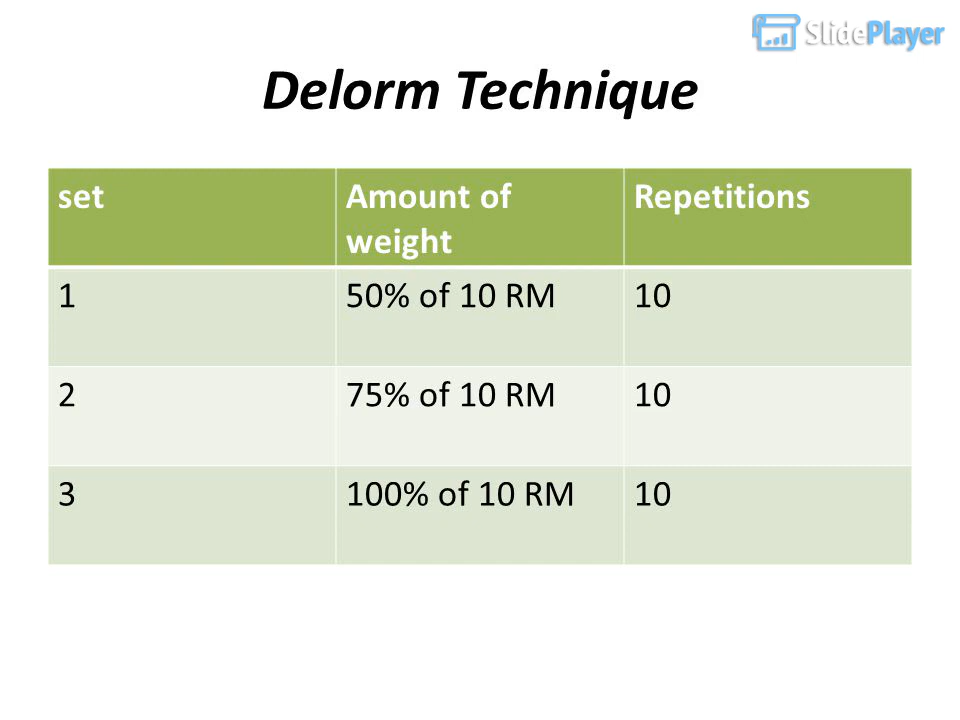 SlidePlayer
Delorm Technique
set
Amount of
weight
Repetitions
1
50% of 10 RM
10
2
75% of 10 RM
10
3
100% of 10 RM
10